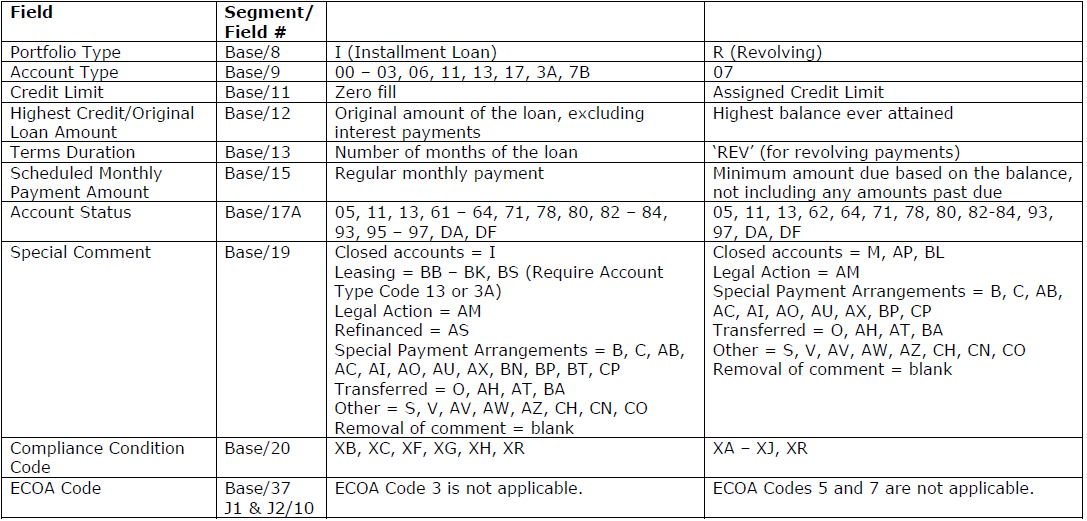 Field Segment/
Field #
Portfolio Type Base/8 I (Installment Loan) R (Revolving)
Account Type Base/9 00 – 03, 06, 11, 13, 17, 3A, 7B 07
Credit Limit Base/11 Zero fill Assigned Credit Limit
Highest Credit/Original Base/12 Original amount of the loan, excluding Highest balance ever attained
Loan Amount interest payments
Terms Duration Base/13 Number of months of the loan ‘REV’ (for revolving payments)
Scheduled Monthly Base/15 Regular monthly payment Minimum amount due based on the balance,
Payment Amount not including any amounts past due
Account Status Base/17A 05, 11, 13, 61 – 64, 71, 78, 80, 82 – 84, 05, 11, 13, 62, 64, 71, 78, 80, 82-84, 93,
93, 95 – 97, DA, DF 97, DA, DF
Special Comment Base/19 Closed accounts = I Closed accounts = M, AP, BL
Leasing = BB – BK, BS (Require Account Legal Action = AM
Type Code 13 or 3A) Special Payment Arrangements = B, C, AB,
Legal Action = AM AC, AI, AO, AU, AX, BP, CP
Refinanced = AS Transferred = O, AH, AT, BA
Special Payment Arrangements = B, C, AB, Other = S, V, AV, AW, AZ, CH, CN, CO
AC, AI, AO, AU, AX, BN, BP, BT, CP Removal of comment = blank
Transferred = O, AH, AT, BA
Other = S, V, AV, AW, AZ, CH, CN, CO
Removal of comment = blank
Compliance Condition Base/20 XB, XC, XF, XG, XH, XR XA – XJ, XR
Code
ECOA Code Base/37 ECOA Code 3 is not applicable. ECOA Codes 5 and 7 are not applicable.
J1 & J2/10